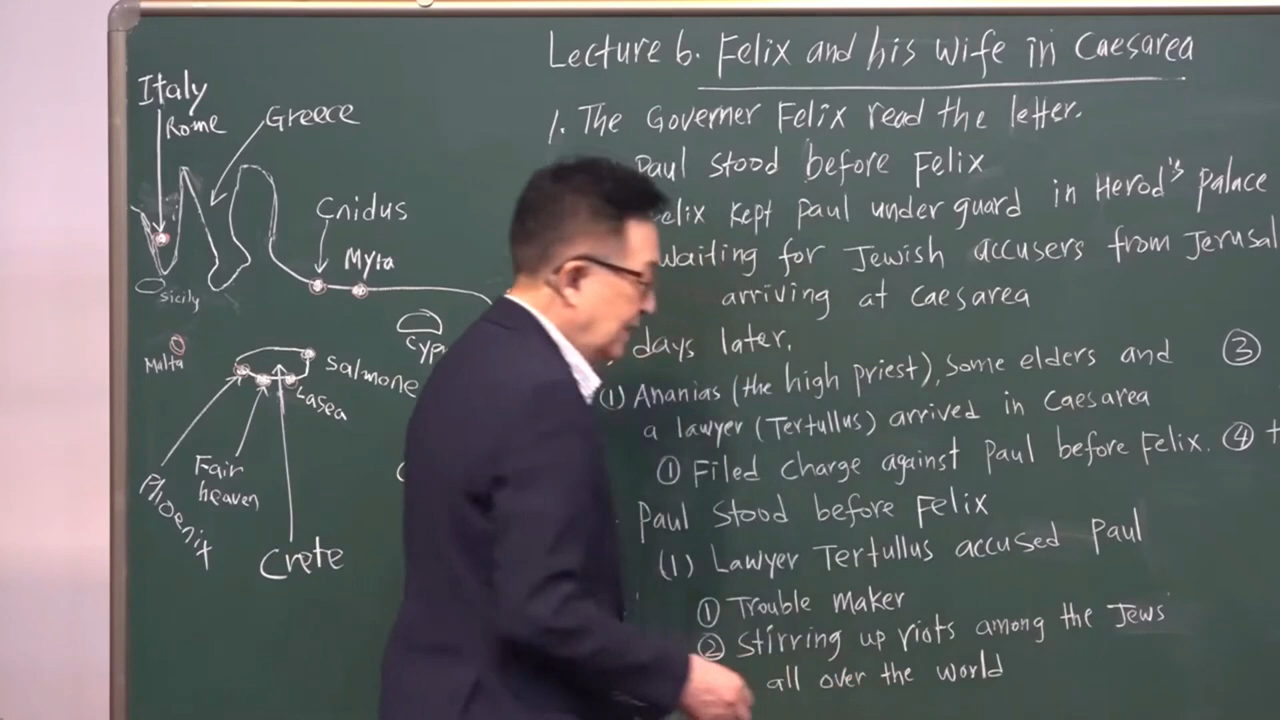 Lecture 6. Felix and his wife in Caesarea
1. The Governer Felix read the letter.
Paul stood before Felix
elix kept Paul under guard in Herod's palace
waiting for Jewish accusers from Jerusal
arriving at Caesarea
days later,
(1) Ananias (the high priest), some elders and
a lawyer (Tertullus) arrived in Caesarea
① Filed charge against Paul before Felix.
Paul stood before Felix
(1) Lawyer Tertullus accused Paul
① Trouble maker
② Stirring up riots among the Jews
all over the world
③
④ t
Italy
Rome
Greece
Cnidus
Myra
Sicily
Cyp
Malta
Salmone
Lasea
Fair
heaven
Phoenix
Crete